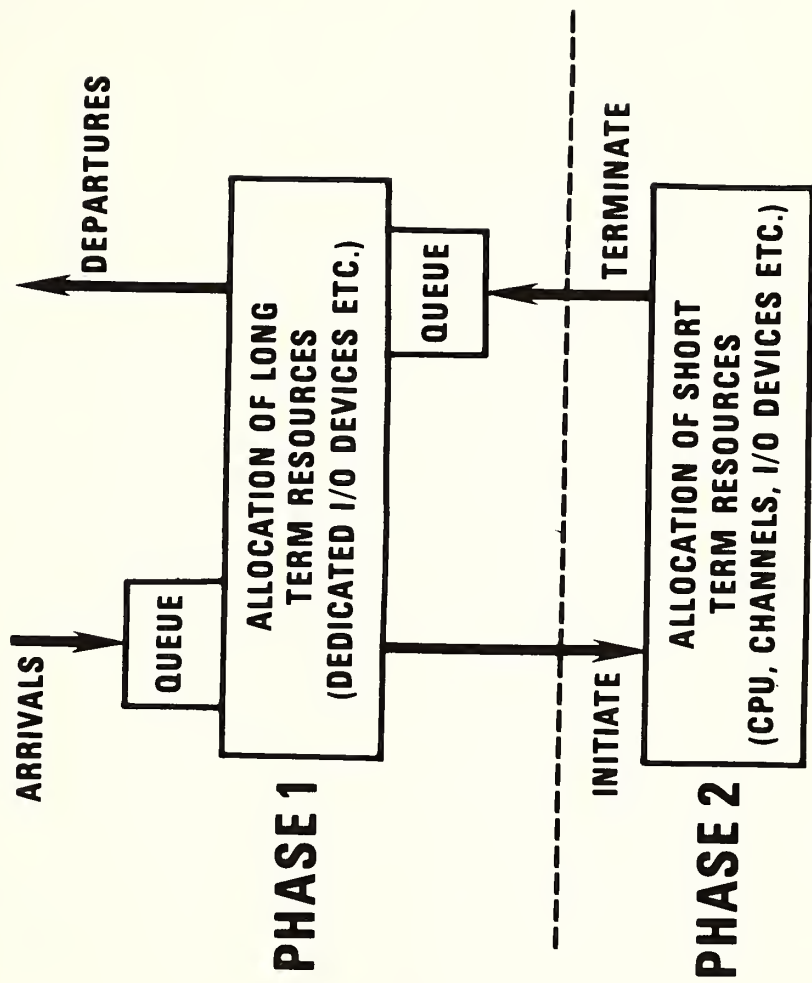 ARRIVALS
DEPARTURES
QUEUE
PHASE 1
ALLOCATION OF LONG
TERM RESOURCES
(DEDICATED I/O DEVICES ETC.)
QUEUE
INITIATE
TERMINATE
PHASE 2
ALLOCATION OF SHORT
TERM RESOURCES
(CPU, CHANNELS, I/O DEVICES ETC.)